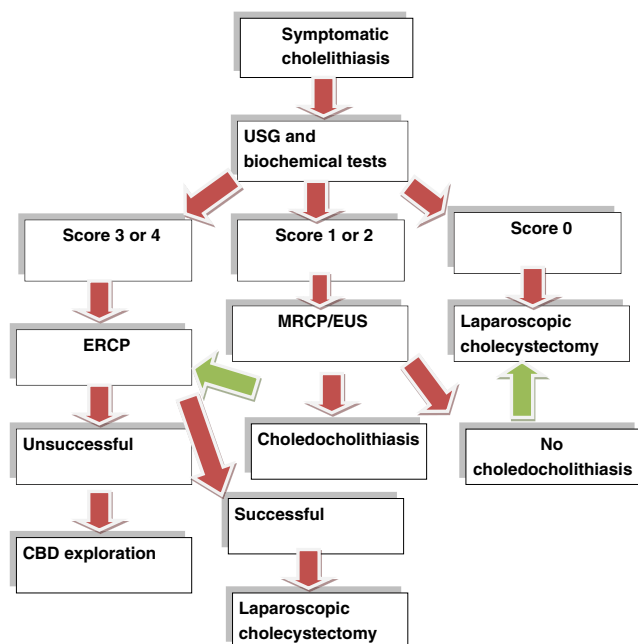 Symptomatic
cholelithiasis
USG and
biochemical tests
Score 3 or 4
Score 1 or 2
Score 0
ERCP
MRCP/EUS
Laparoscopic
cholecystectomy
Unsuccessful
Choledocholithiasis
No
choledocholithiasis
CBD exploration
Successful
Laparoscopic
cholecystectomy